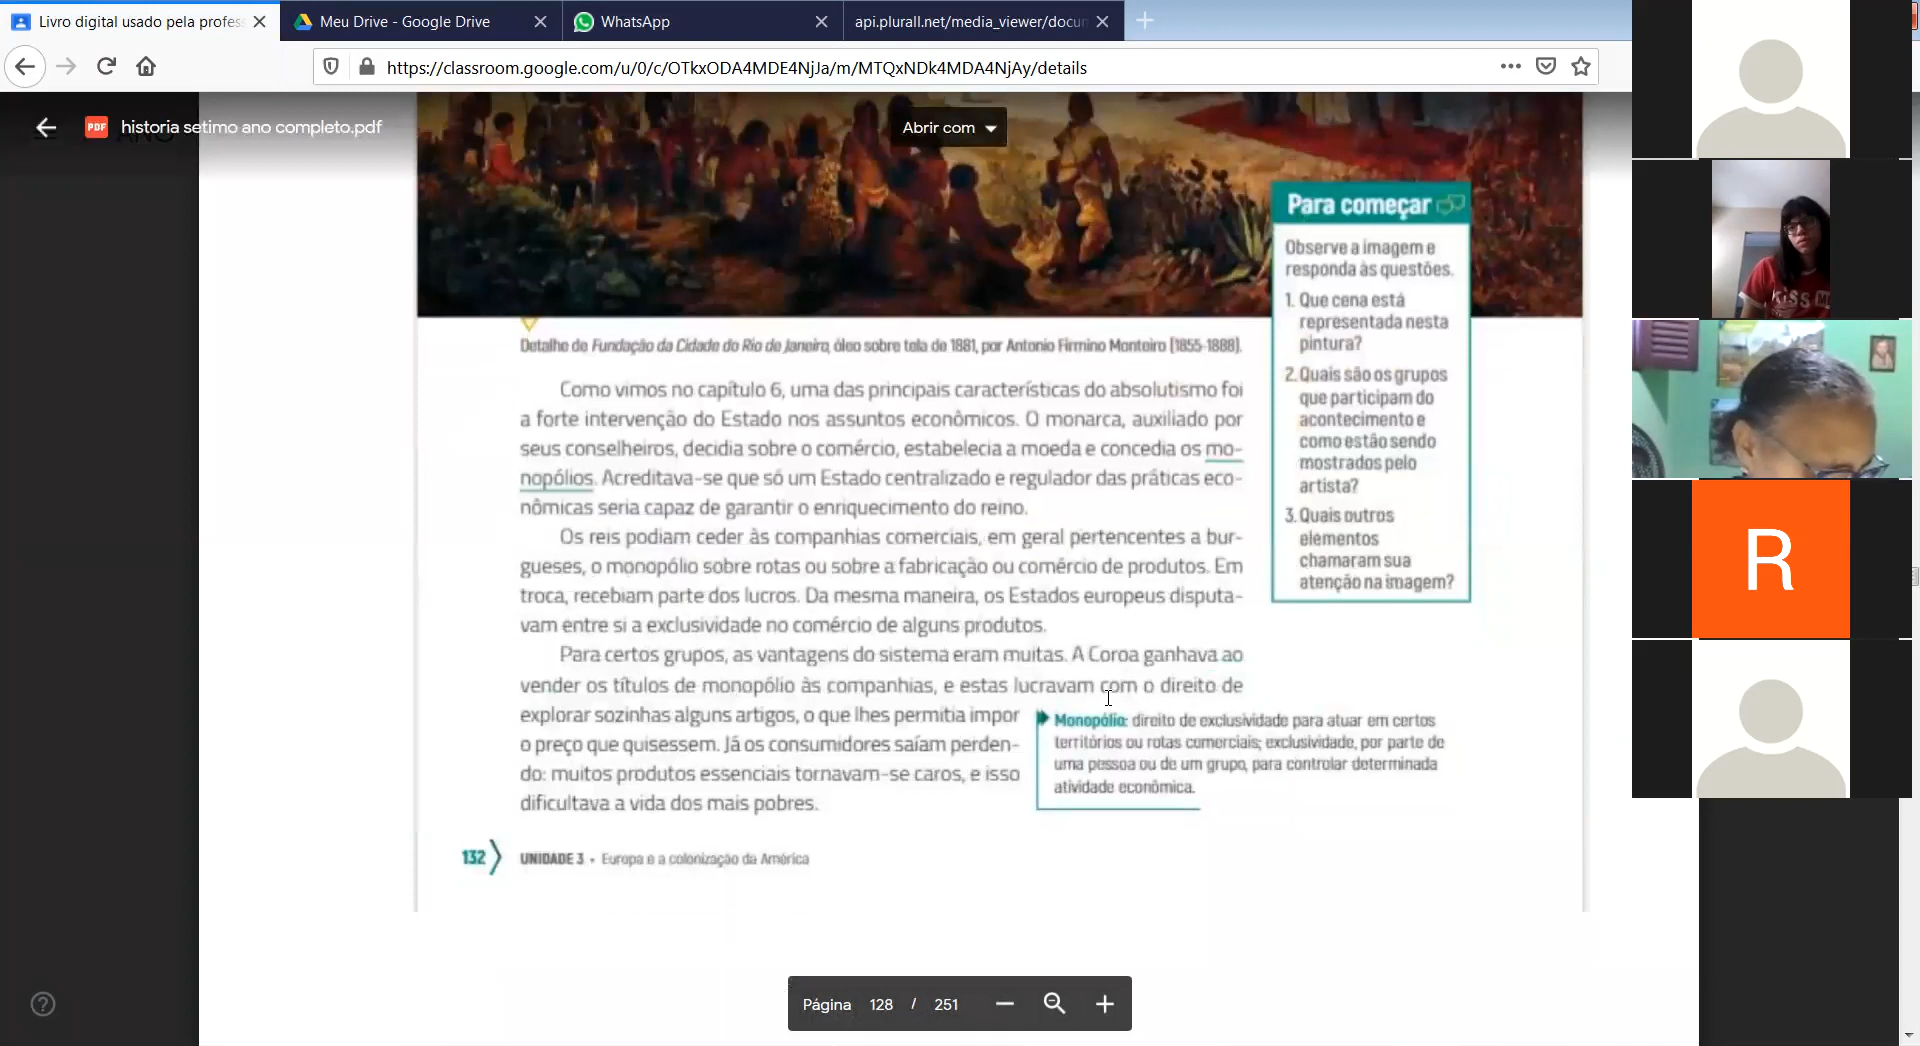 Livro digital usado pela profes
Meu Drive - Google Drive
WhatsApp
api.plurall.net/media_viewer/docu
https://classroom.google.com/u/0/c/OTkxODA4MDE4NjJa/m/MTQxNDk4MDA4NjAy/details
PDF
historia setimo ano completo.pdf
Abrir com
Para começar
Observe a imagem e
responda às questões.
1. Que cena está
representada nesta
pintura?
2. Quais são os grupos
que participam do
acontecimento e
como estão sendo
mostrados pelo
artista?
3. Quais outros
elementos
chamaram sua
atenção na imagem?
Detalhe de Fundação da Cidade do Rio de Janeiro, óleo sobre tela de 1881, por Antonio Firmino Monteiro (1855-1888).
Como vimos no capítulo 6, uma das principais características do absolutismo foi
a forte intervenção do Estado nos assuntos econômicos. O monarca, auxiliado por
seus conselheiros, decidia sobre o comércio, estabelecia a moeda e concedia os mo-
nopólios. Acreditava-se que só um Estado centralizado e regulador das práticas eco-
nômicas seria capaz de garantir o enriquecimento do reino.
Os reis podiam ceder às companhias comerciais, em geral pertencentes a bur-
gueses, o monopólio sobre rotas ou sobre a fabricação ou comércio de produtos. Em
troca, recebiam parte dos lucros. Da mesma maneira, os Estados europeus disputa-
vam entre si a exclusividade no comércio de alguns produtos.
Para certos grupos, as vantagens do sistema eram muitas. A Coroa ganhava ao
vender os títulos de monopólio às companhias, e estas lucravam com o direito de
explorar sozinhas alguns artigos, o que lhes permitia impor
o preço que quisessem. Já os consumidores saíam perden-
do: muitos produtos essenciais tornavam-se caros, e isso
dificultava a vida dos mais pobres.
Monopólio: direito de exclusividade para atuar em certos
territórios ou rotas comerciais; exclusividade, por parte de
uma pessoa ou de um grupo, para controlar determinada
atividade econômica.
132
UNIDADE 3 • Europa e a colonização da América
Página 128 / 251
R